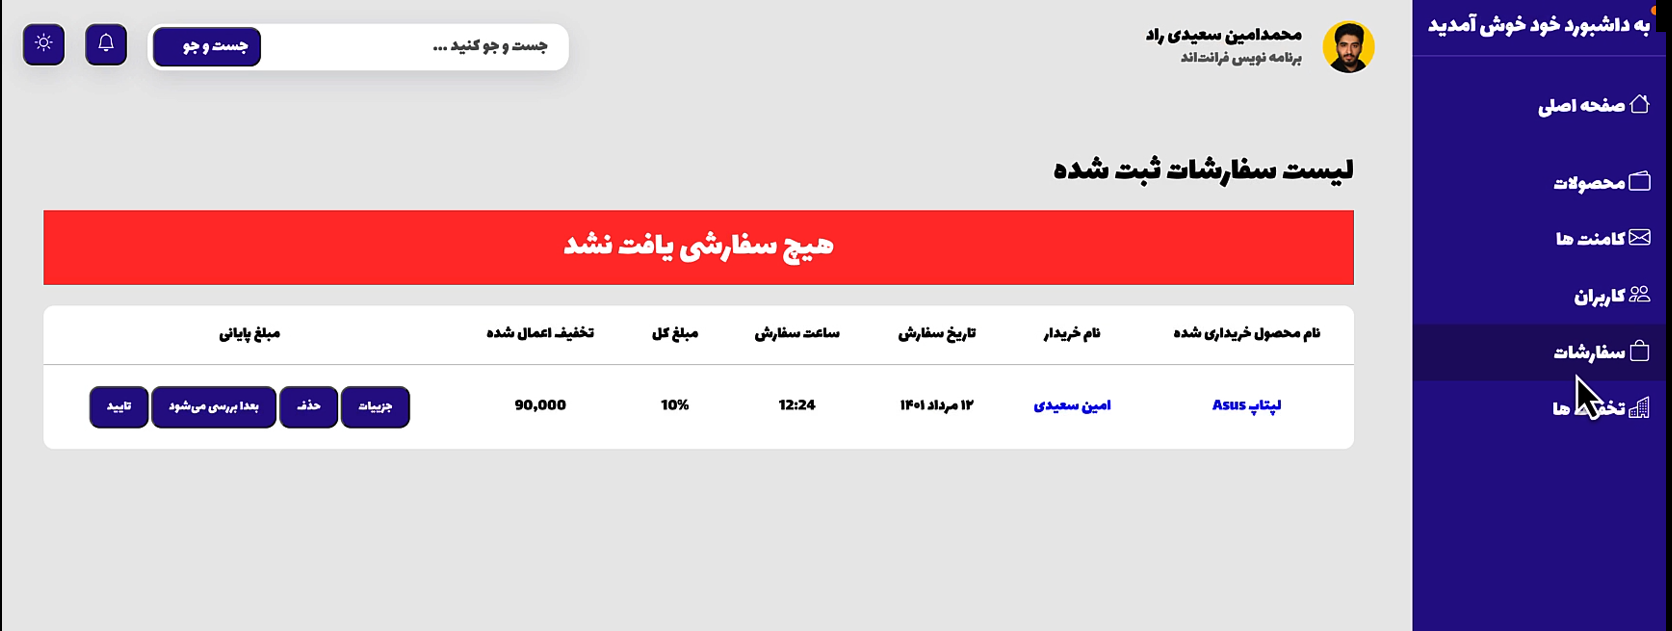 به داشبورد خود خوش آمدید
صفحه اصلی
محصولات
کامنت ها
کاربران
سفارشات
ها
محمدامین سعیدی راد
برنامه نویس فرانت‌اند
جست و جو کنید ...
جست و جو
لیست سفارشات ثبت شده
هیچ سفارشی یافت نشد
نام محصول خریداری شده نام خریدار تاریخ سفارش ساعت سفارش مبلغ کل تخفیف اعمال شده مبلغ پایانی
لپتاپ Asus امین سعیدی ۱۲ مرداد ۱۴۰۱ 12:24 10% 90,000 جزییات حذف بعدا بررسی می‌شود تایید